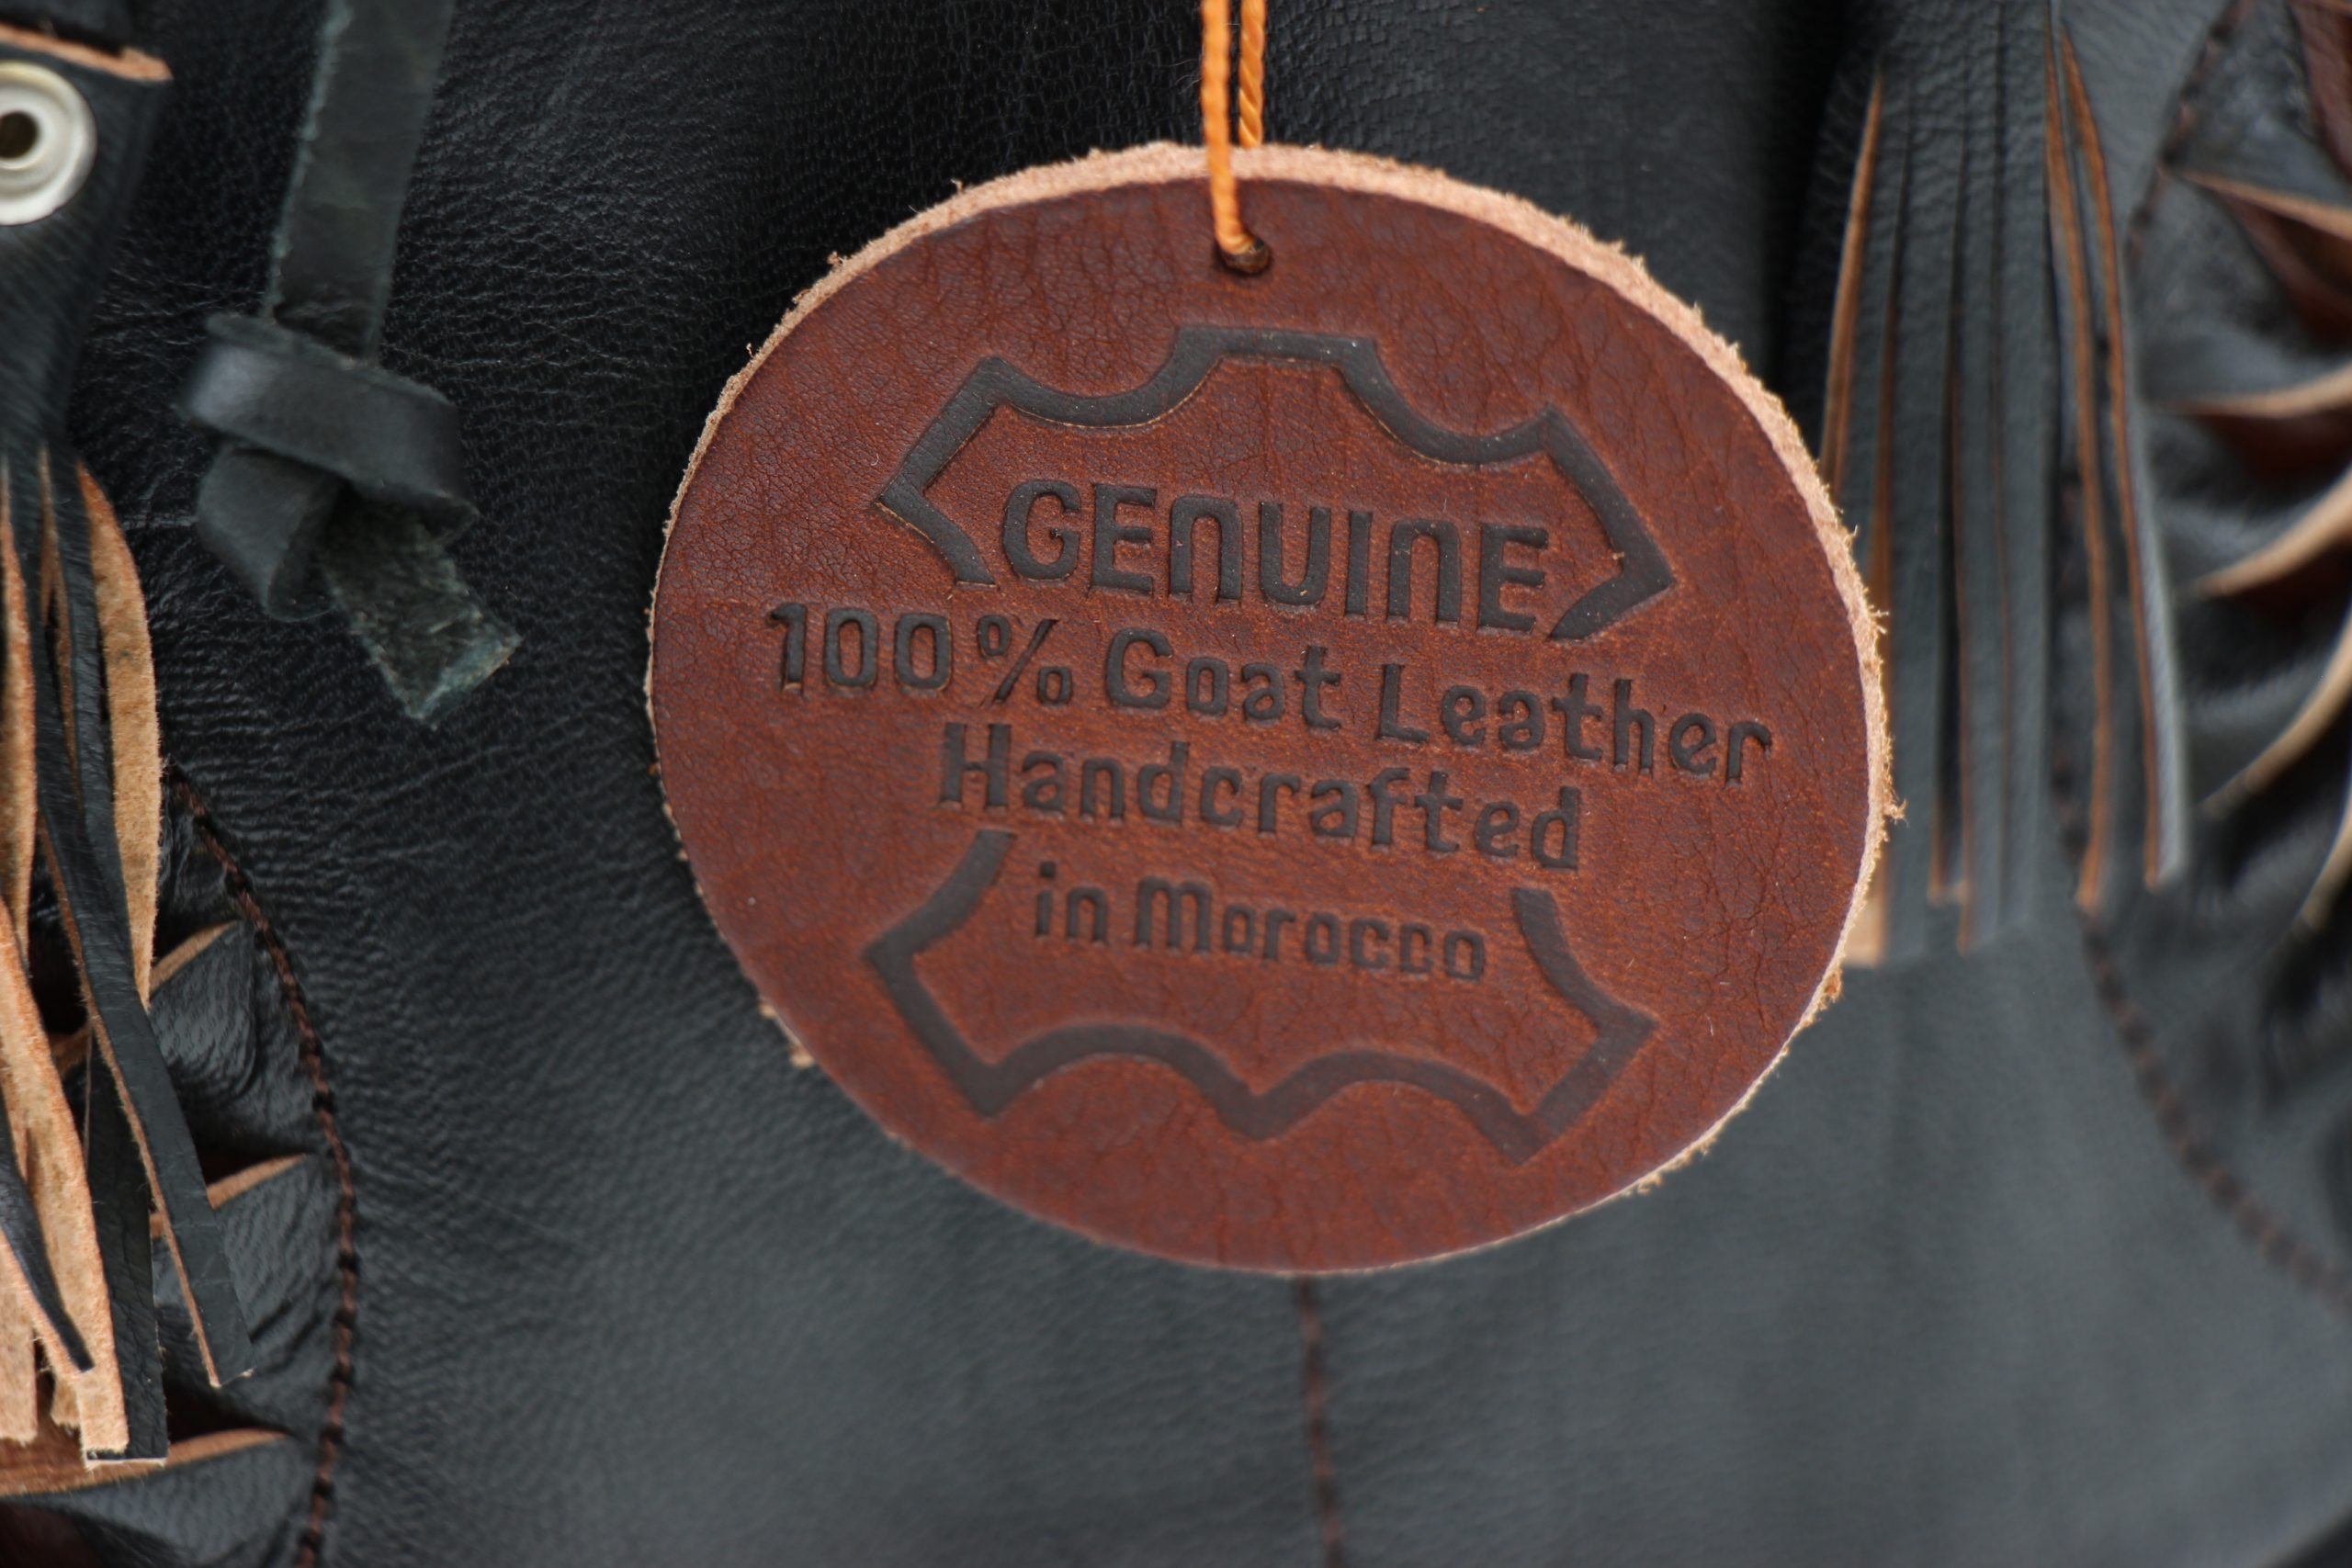 GENUINE
100% Goat Leather
Handcrafted
in Morocco